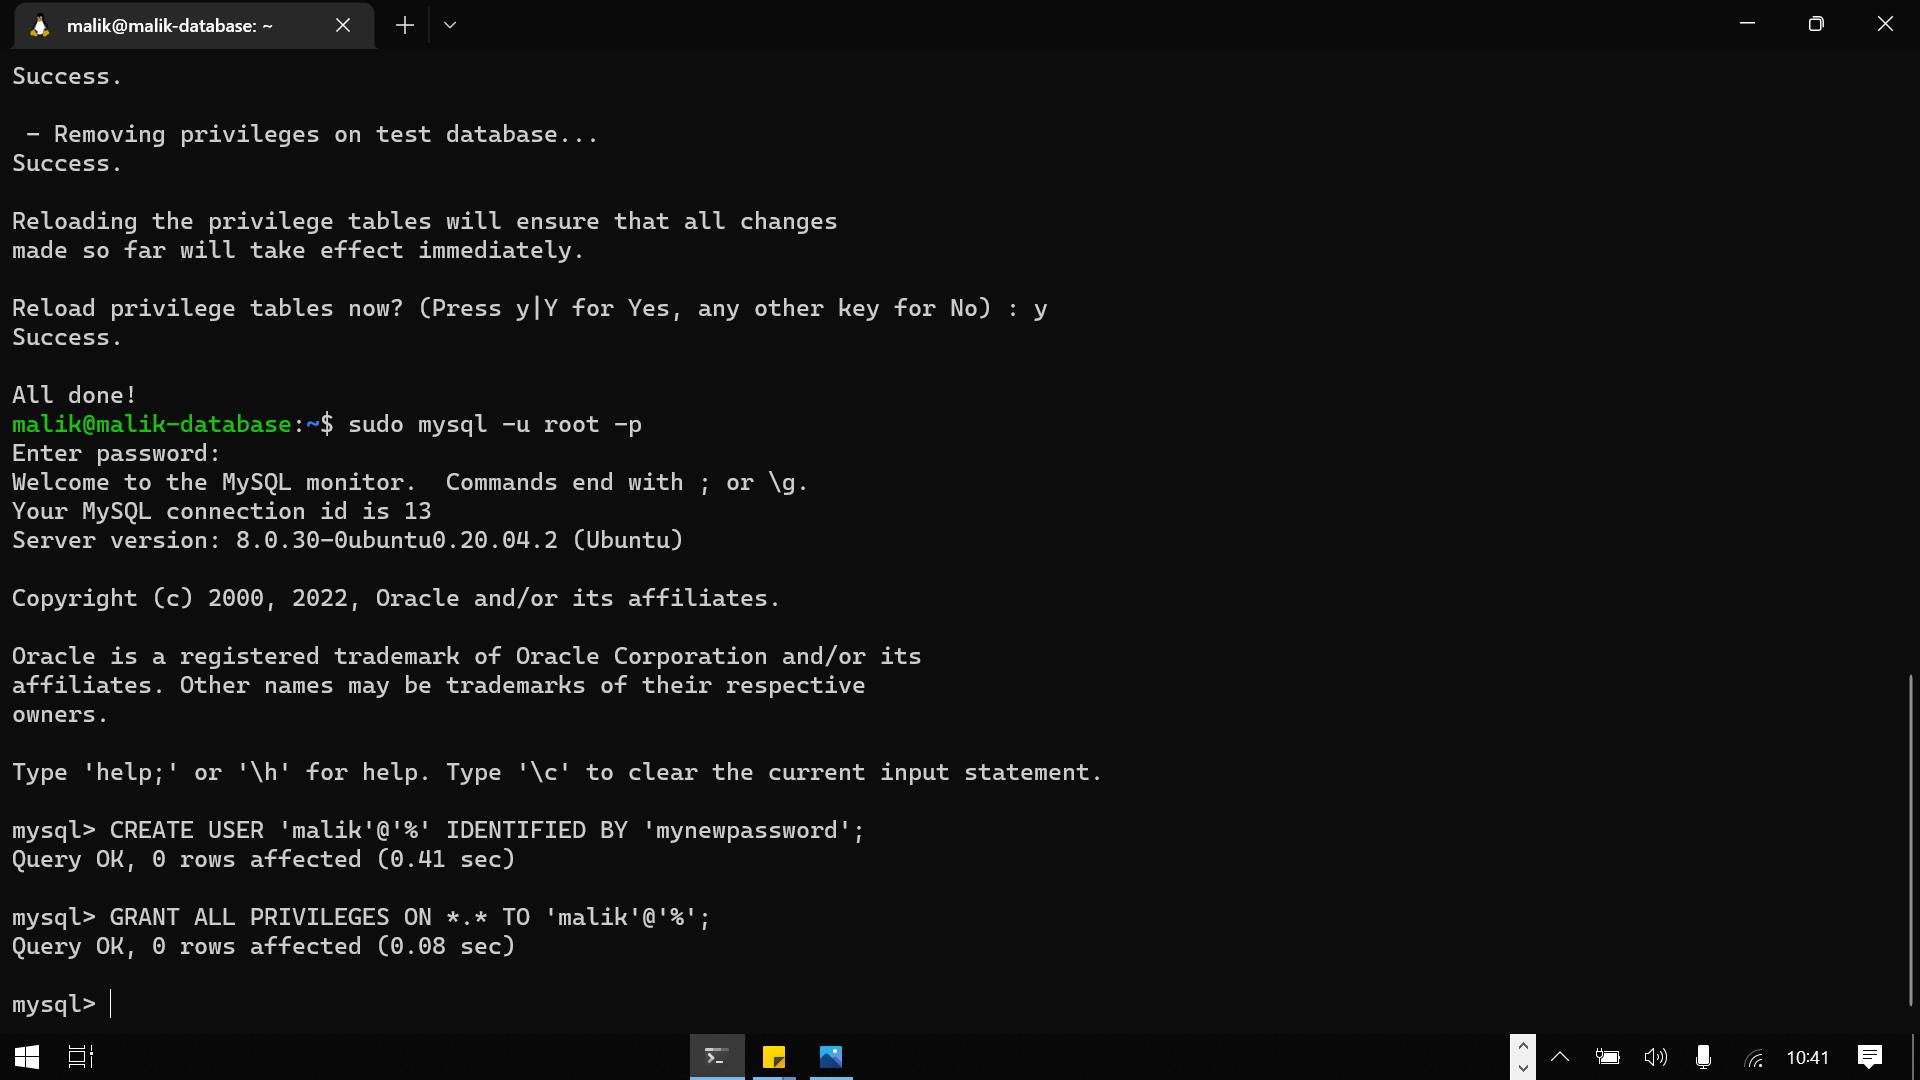 malik@malik-database: ~
Success.
 - Removing privileges on test database...
Success.
Reloading the privilege tables will ensure that all changes
made so far will take effect immediately.
Reload privilege tables now? (Press y|Y for Yes, any other key for No) : y
Success.
All done!
malik@malik-database:~$ sudo mysql -u root -p
Enter password:
Welcome to the MySQL monitor.  Commands end with ; or \g.
Your MySQL connection id is 13
Server version: 8.0.30-0ubuntu0.20.04.2 (Ubuntu)
Copyright (c) 2000, 2022, Oracle and/or its affiliates.
Oracle is a registered trademark of Oracle Corporation and/or its
affiliates. Other names may be trademarks of their respective
owners.
Type 'help;' or '\h' for help. Type '\c' to clear the current input statement.
mysql> CREATE USER 'malik'@'%' IDENTIFIED BY 'mynewpassword';
Query OK, 0 rows affected (0.41 sec)
mysql> GRANT ALL PRIVILEGES ON *.* TO 'malik'@'%';
Query OK, 0 rows affected (0.08 sec)
mysql>
10:41